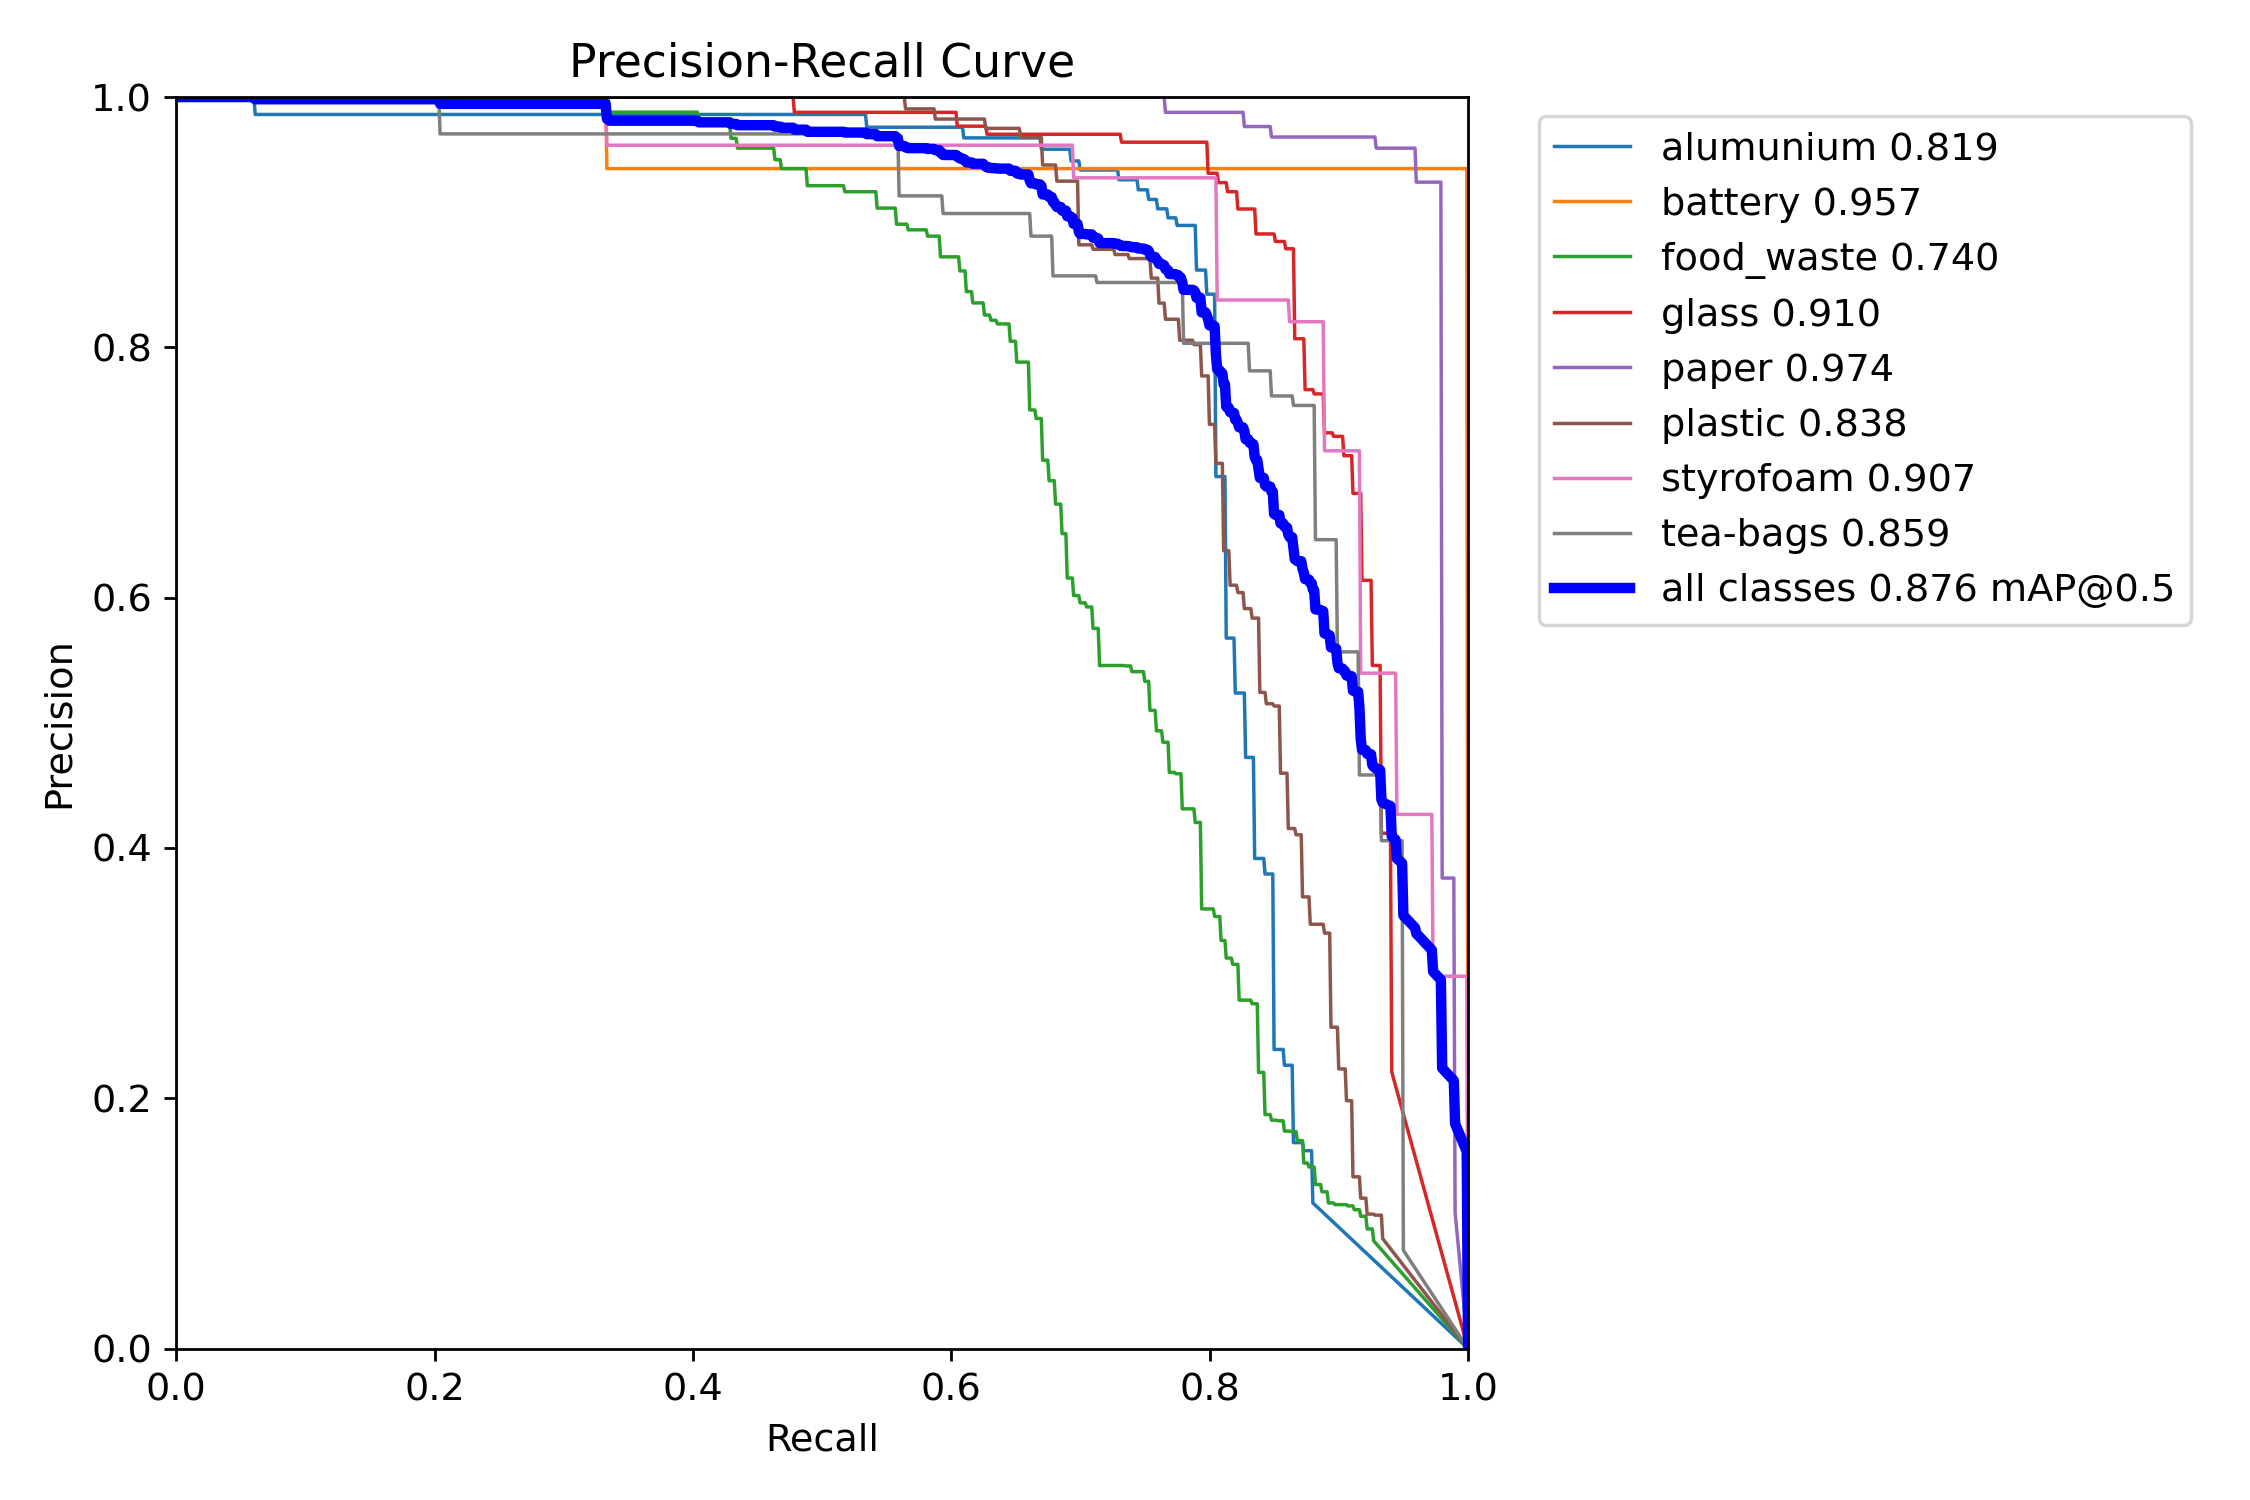 Precision-Recall Curve
1.0
0.8
0.6
0.4
0.2
0.0
Precision
0.0 0.2 0.4 0.6 0.8 1.0
Recall
alumunium 0.819
battery 0.957
food_waste 0.740
glass 0.910
paper 0.974
plastic 0.838
styrofoam 0.907
tea-bags 0.859
all classes 0.876 mAP@0.5